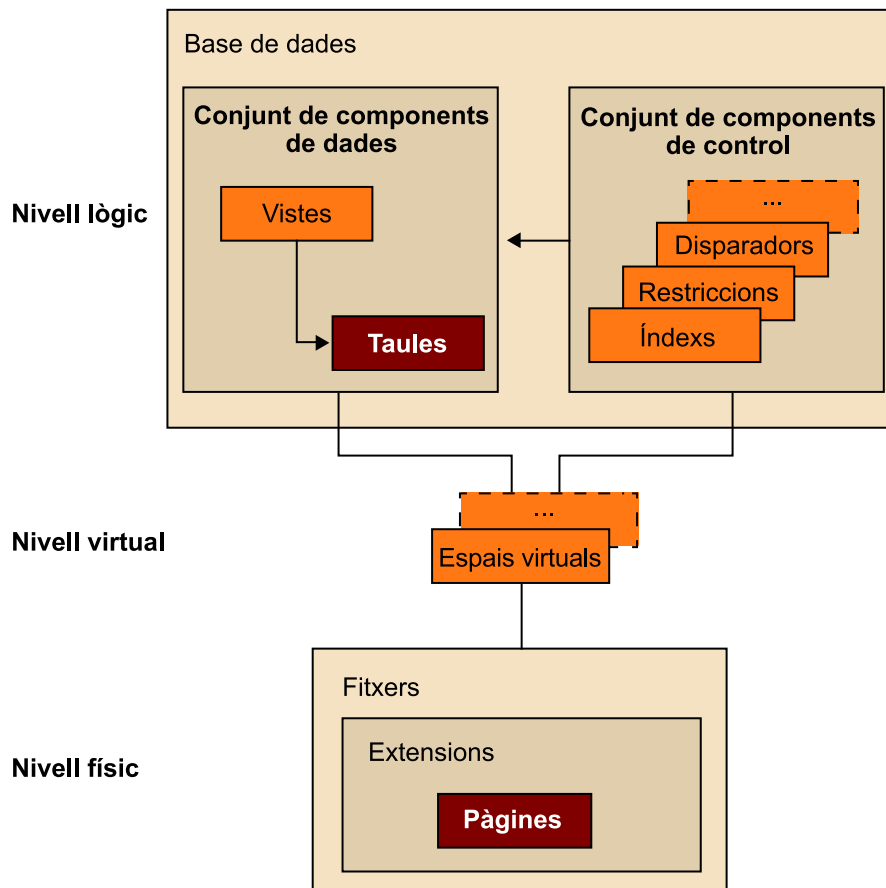 Base de dades
Conjunt de components
de dades
Conjunt de components
de control
Nivell lògic
Vistes
Taules
...
Disparadors
Restriccions
Índexs
Nivell virtual
...
Espais virtuals
Nivell físic
Fitxers
Extensions
Pàgines